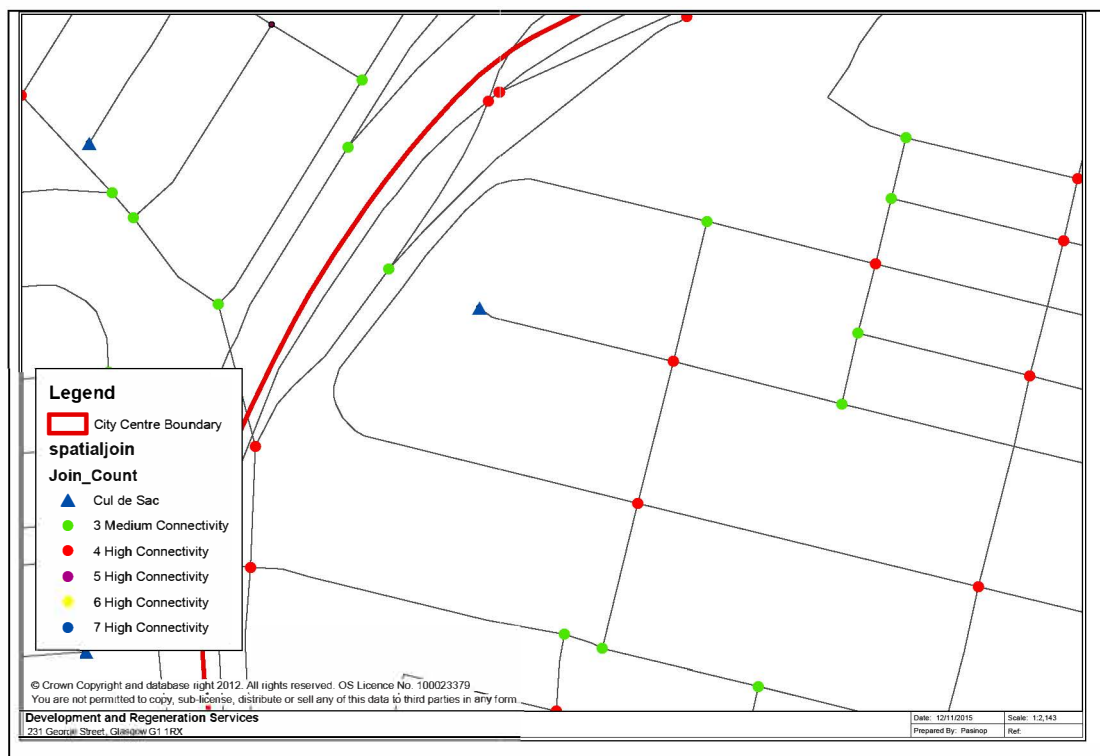 Legend
City Centre Boundary
spatialjoin
Join_Count
Cul de Sac
3 Medium Connectivity
4 High Connectivity
5 High Connectivity
6 High Connectivity
7 High Connectivity
© Crown Copyright and database right 2012. All rights reserved. OS Licence No. 100023379
You are not permitted to copy, sub-license, distribute or sell any of this data to third parties in any form
Development and Regeneration Services
231 George Street, Glasgow G1 1RX
Date: 12/11/2015 Scale: 1:2,143
Prepared By: Pasinop Ref: